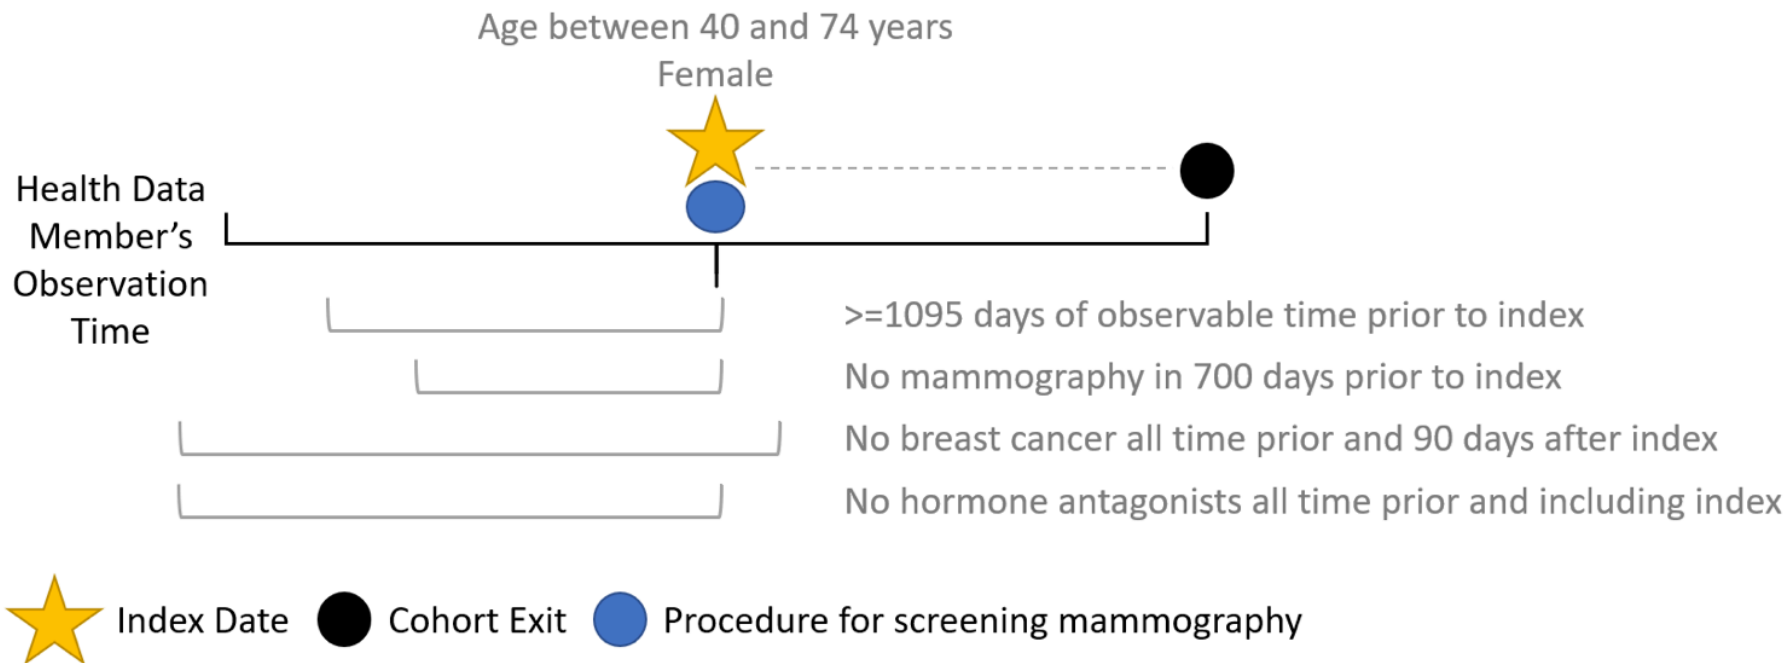 Age between 40 and 74 years
Female
Health Data
Member's
Observation
Time
>=1095 days of observable time prior to index
No mammography in 700 days prior to index
No breast cancer all time prior and 90 days after index
No hormone antagonists all time prior and including index
Index Date
Cohort Exit
Procedure for screening mammography